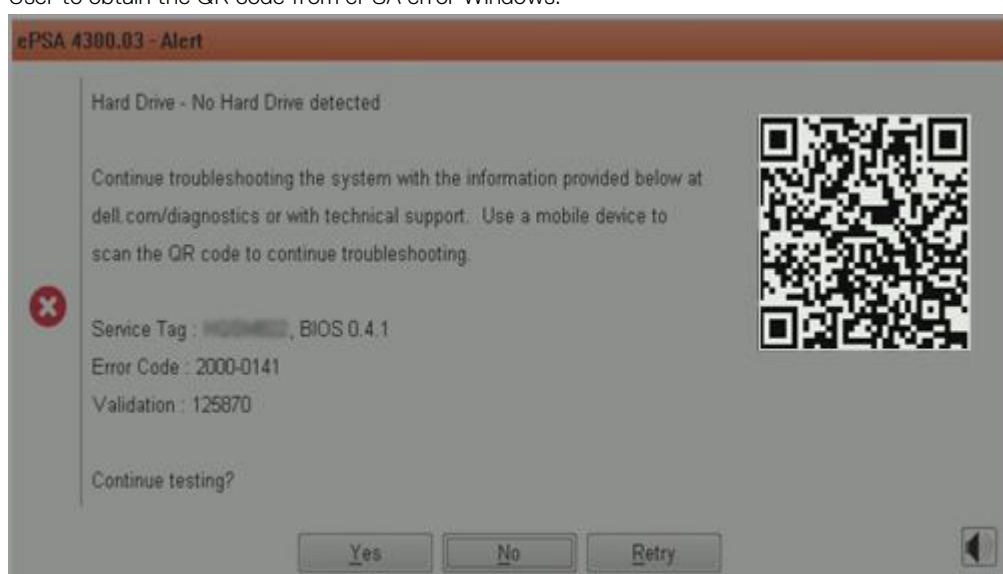 User to obtain the QR code from ePSA error Windows.
ePSA 4300.03 - Alert
Hard Drive - No Hard Drive detected
Continue troubleshooting the system with the information provided below at
dell.com/diagnostics or with technical support. Use a mobile device to
scan the QR code to continue troubleshooting.
Service Tag : , BIOS 0.4.1
Error Code : 2000-0141
Validation : 125870
Continue testing?
Yes
No
Retry